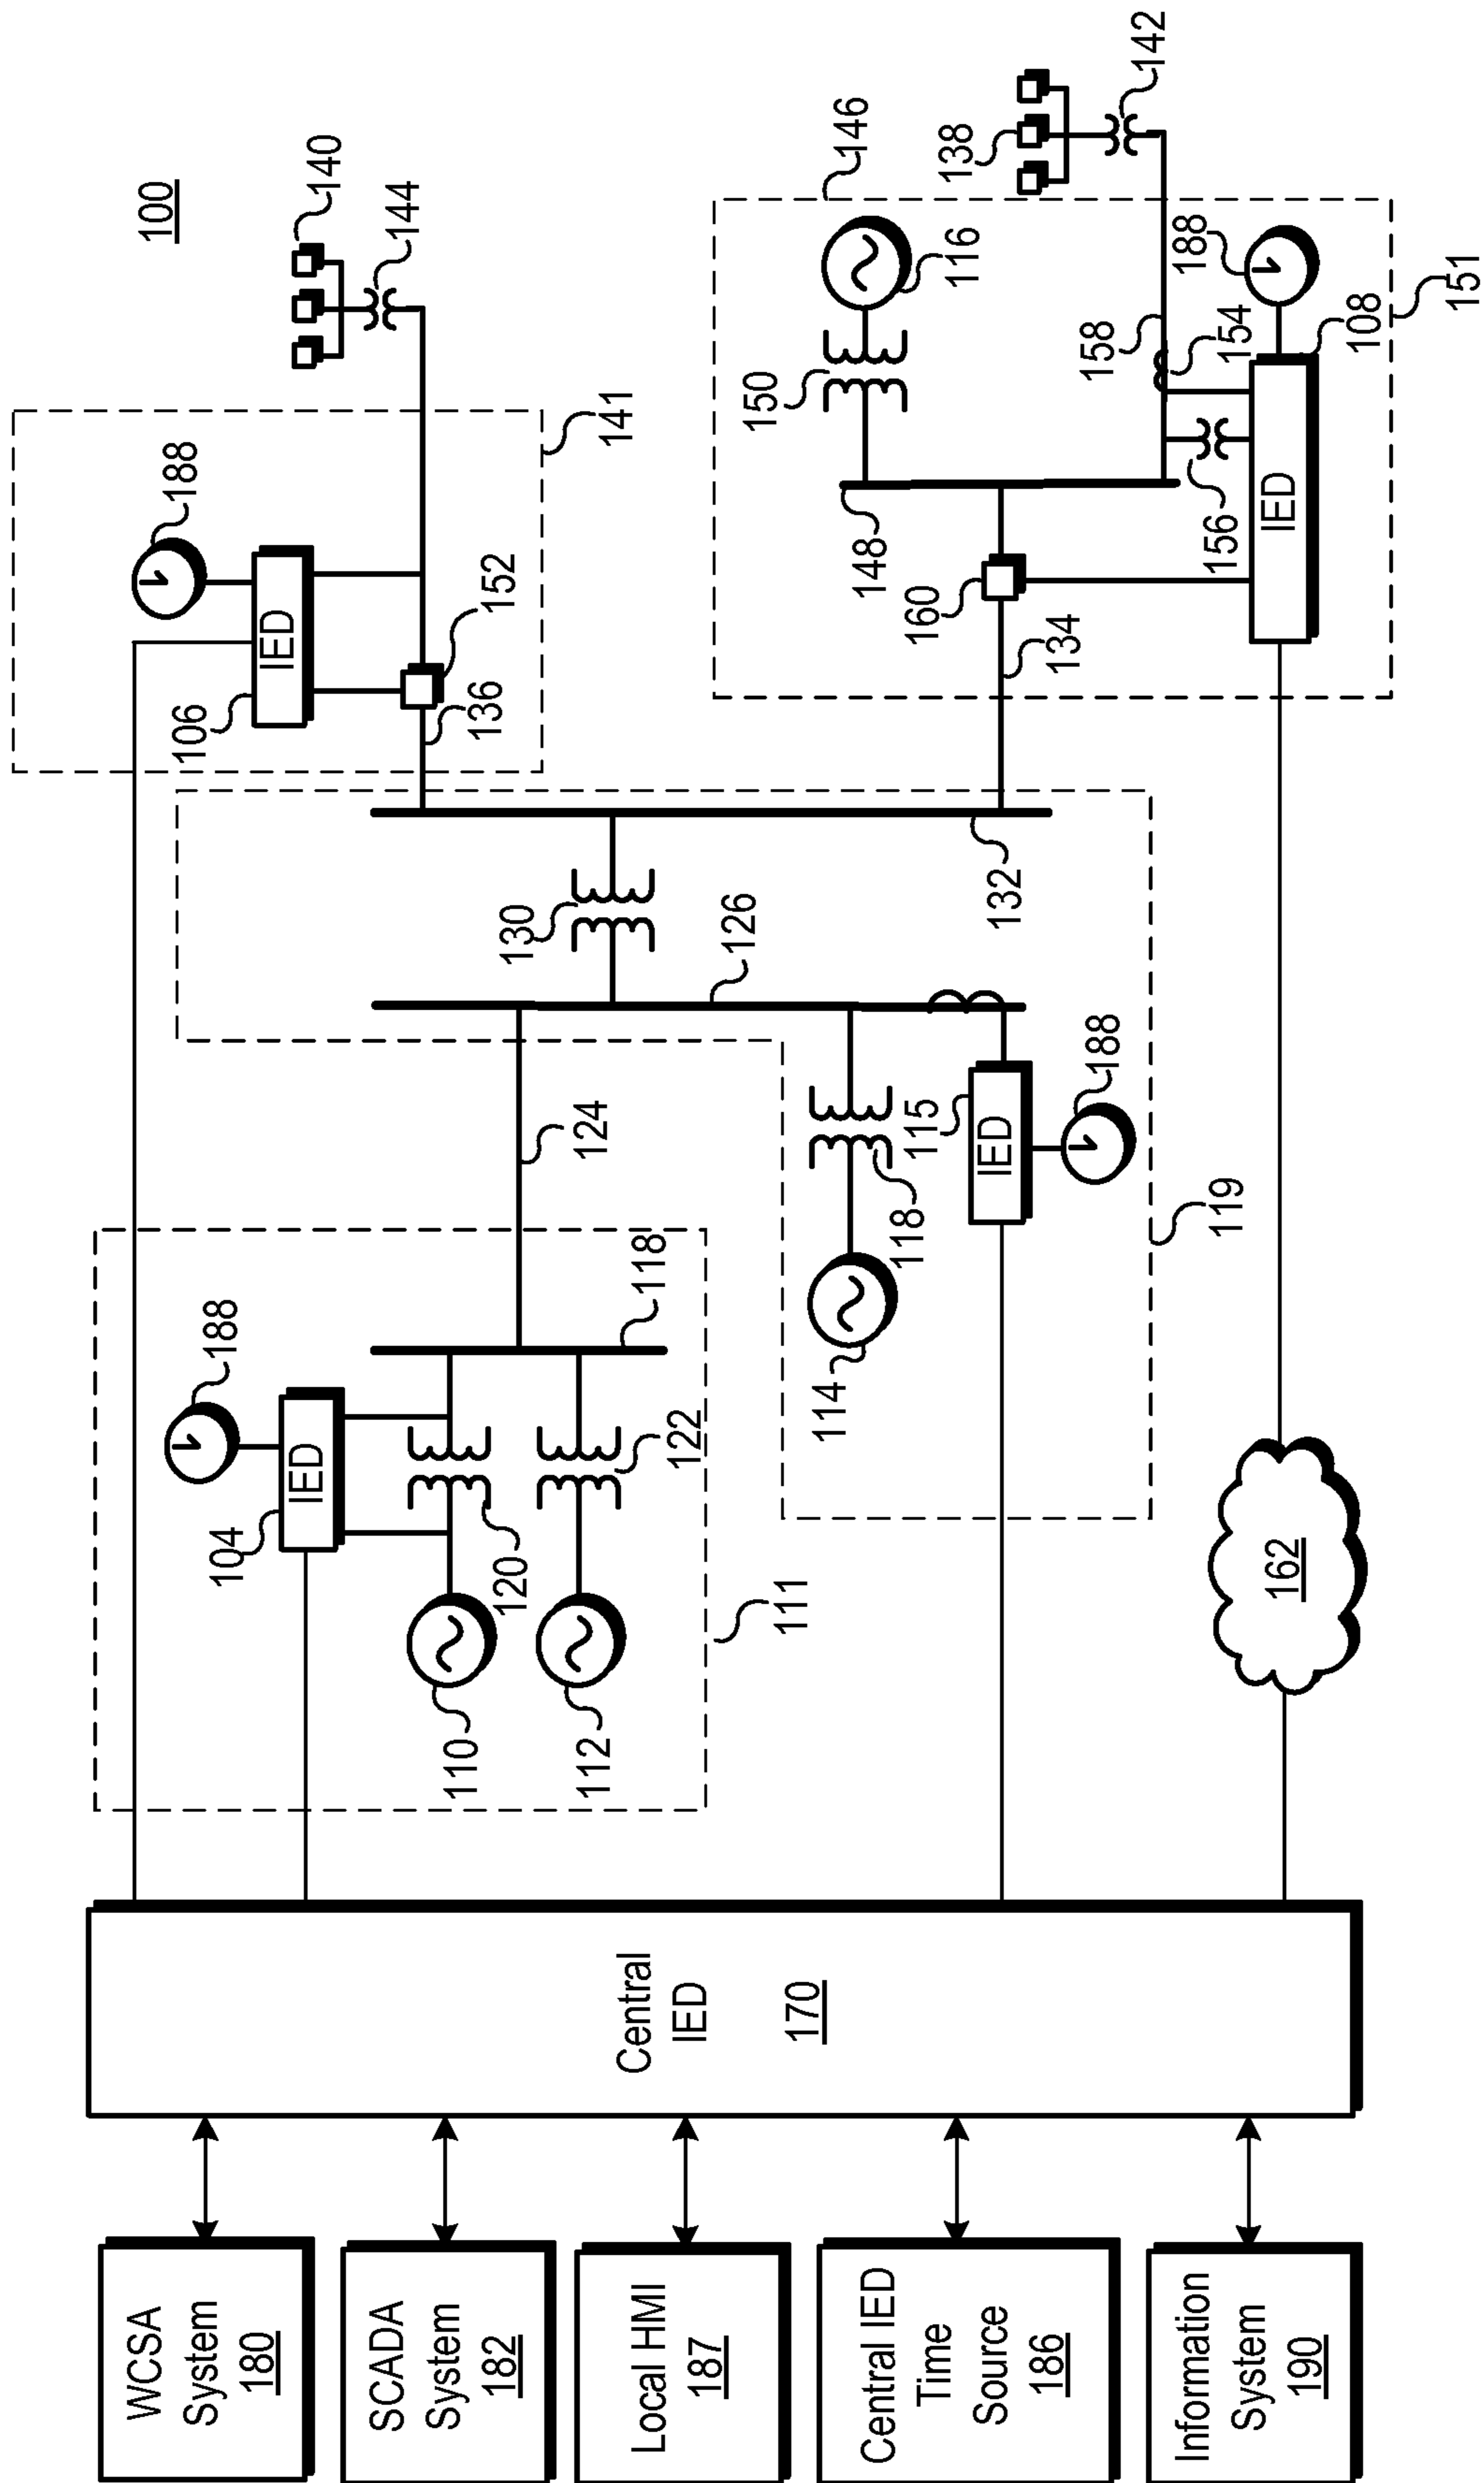 100
140
144
188
141
IED
106
152
136
146
138
142
150
116
148
158
188
160
134
156
154
IED
108
151
130
126
132
124
118
115
IED
188
114
119
188
118
IED
104
120
122
110
112
111
162
Central
IED
170
WCSA
System
180
SCADA
System
182
Local HMI
187
Central IED
Time
Source
186
Information
System
190